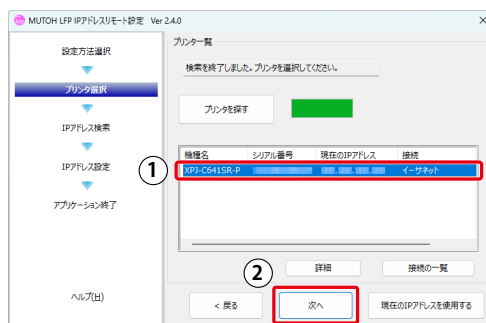 MUTOH LFP IPアドレスリモート設定 Ver 2.4.0
設定方法選択
プリンタ選択
IPアドレス検索
IPアドレス設定
アプリケーション終了
ヘルプ(H)
プリンター覧
検索を終了しました。プリンタを選択してください。
プリンタを探す
機種名 シリアル番号 現在のIPアドレス 接続
① XPJ-C641SR-P イーサネット
詳細 接続の一覧
②
< 戻る 次へ 現在のIPアドレスを使用する